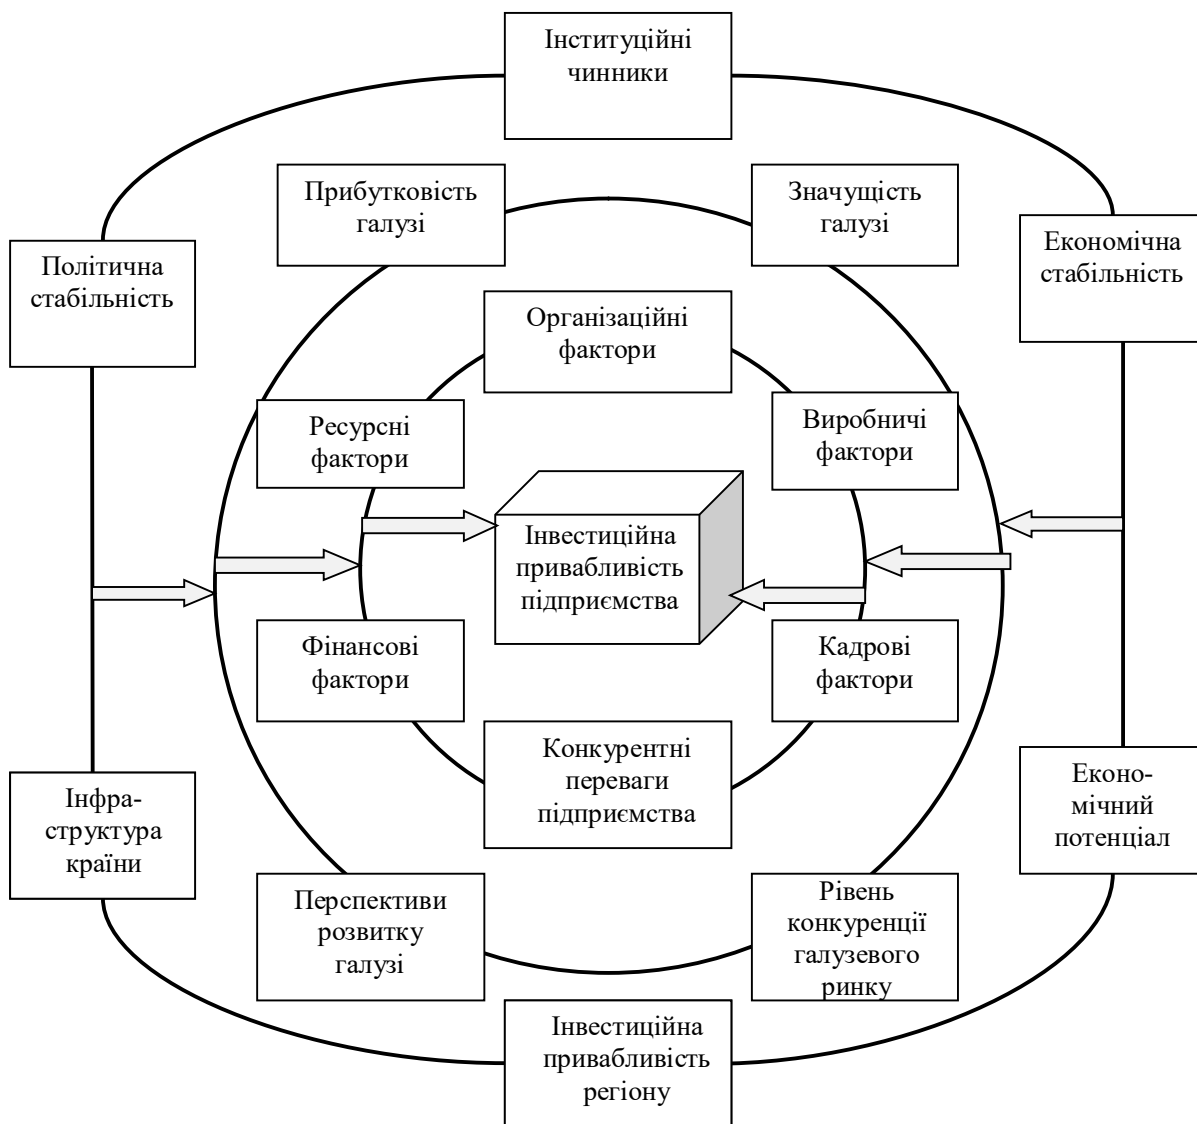 Інституційні
чинники
Прибутковість
галузі
Значущість
галузі
Політична
стабільність
Економічна
стабільність
Організаційні
фактори
Ресурсні
фактори
Виробничі
фактори
Інвестиційна
привабливість
підприємства
Фінансові
фактори
Кадрові
фактори
Конкурентні
переваги
підприємства
Інфра-
структура
країни
Еконо-
мічний
потенціал
Перспективи
розвитку
галузі
Рівень
конкуренції
галузевого
ринку
Інвестиційна
привабливість
регіону